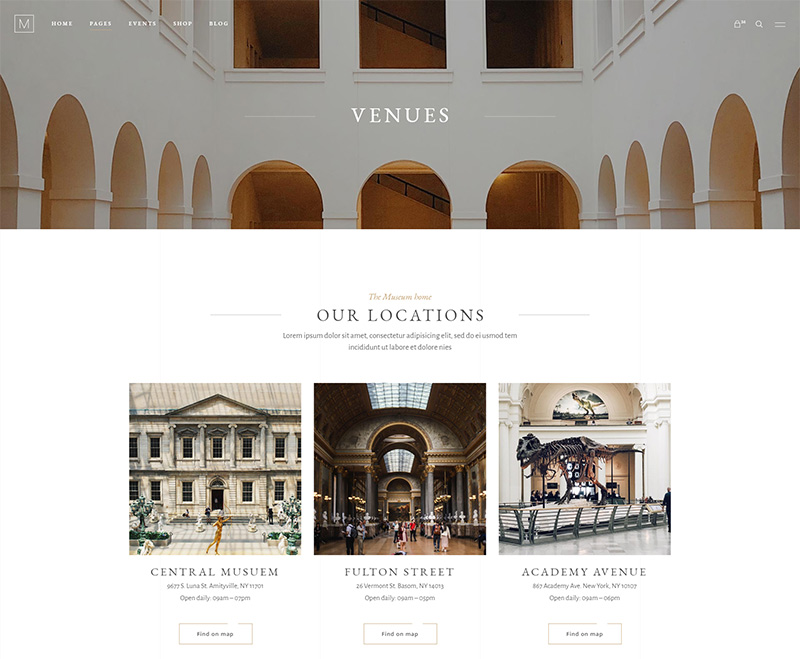 M HOME PAGES EVENTS SHOP BLOG
VENUES
The Museum home
OUR LOCATIONS
Lorem ipsum dolor sit amet, consectetur adipisicing elit, sed do ei usmod tem
incididunt ut labore et dolore nies
CENTRAL MUSUEM
9677 S. Luna St. Amityville, NY 11701
Open daily: 09am – 07pm
Find on map
FULTON STREET
26 Vermont St. Basom, NY 14013
Open daily: 09am – 05pm
Find on map
ACADEMY AVENUE
867 Academy Ave. New York, NY 10107
Open daily: 09am – 06pm
Find on map